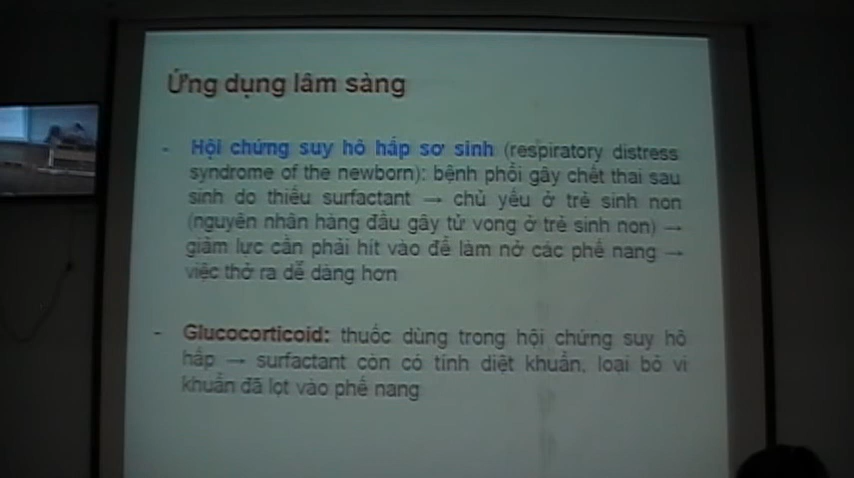 Ứng dụng lâm sàng
- Hội chứng suy hô hấp sơ sinh (respiratory distress
syndrome of the newborn): bệnh phổi gây chết thai sau
sinh do thiếu surfactant → chủ yếu ở trẻ sinh non
(nguyên nhân hàng đầu gây tử vong ở trẻ sinh non) →
giảm lực cần phải hít vào để làm nở các phế nang →
việc thở ra dễ dàng hơn
- Glucocorticoid: thuốc dùng trong hội chứng suy hô
hấp → surfactant còn có tính diệt khuẩn, loại bỏ vi
khuẩn đã lọt vào phế nang